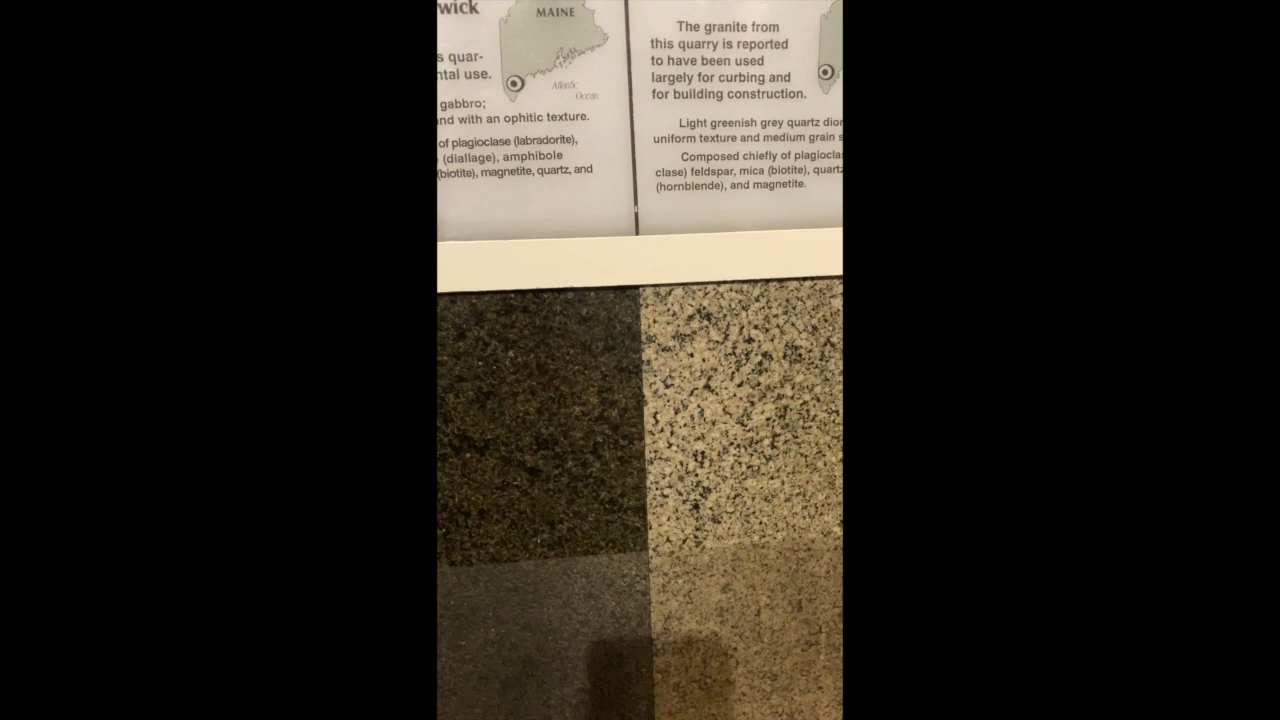 wick
MAINE
s quar-
ntal use.
Atlantic
Ocean
gabbro;
nd with an ophitic texture.
of plagioclase (labradorite),
(diallage), amphibole
(biotite), magnetite, quartz, and
The granite from
this quarry is reported
to have been used
largely for curbing and
for building construction.
Light greenish grey quartz dior
uniform texture and medium grain s
Composed chiefly of plagiocla
clase) feldspar, mica (biotite), quartz
(hornblende), and magnetite.